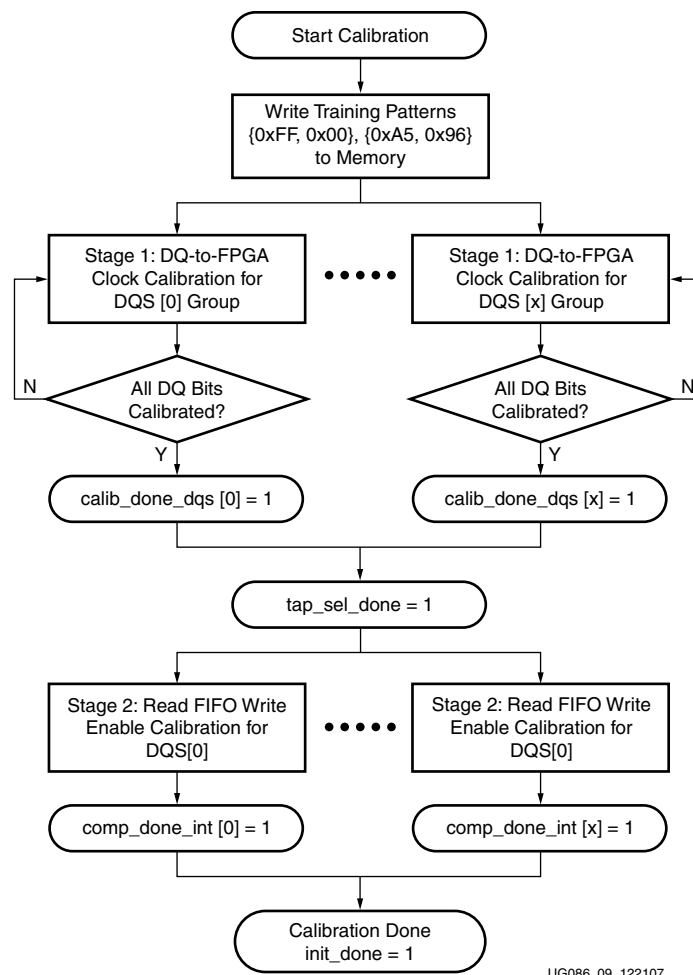 Start Calibration
Write Training Patterns
{0xFF, 0x00}, {0xA5, 0x96}
to Memory
Stage 1: DQ-to-FPGA
Clock Calibration for
DQS [0] Group
Stage 1: DQ-to-FPGA
Clock Calibration for
DQS [x] Group
N
All DQ Bits
Calibrated?
All DQ Bits
Calibrated?
N
Y
Y
calib_done_dqs [0] = 1
calib_done_dqs [x] = 1
tap_sel_done = 1
Stage 2: Read FIFO Write
Enable Calibration for
DQS[0]
Stage 2: Read FIFO Write
Enable Calibration for
DQS[0]
comp_done_int [0] = 1
comp_done_int [x] = 1
Calibration Done
init_done = 1
UG086_09_122107